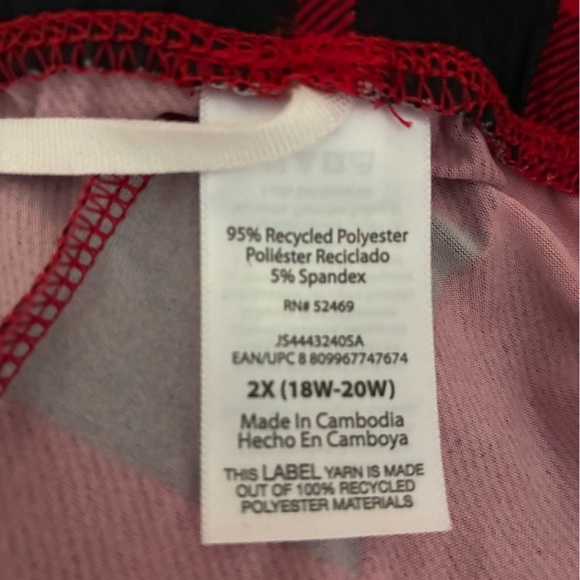 95% Recycled Polyester
Poliéster Reciclado
5% Spandex
RN# 52469
JS4443240SA
EAN/UPC 8 809967747674
2X (18W-20W)
Made In Cambodia
Hecho En Camboya
THIS LABEL YARN IS MADE
OUT OF 100% RECYCLED
POLYESTER MATERIALS